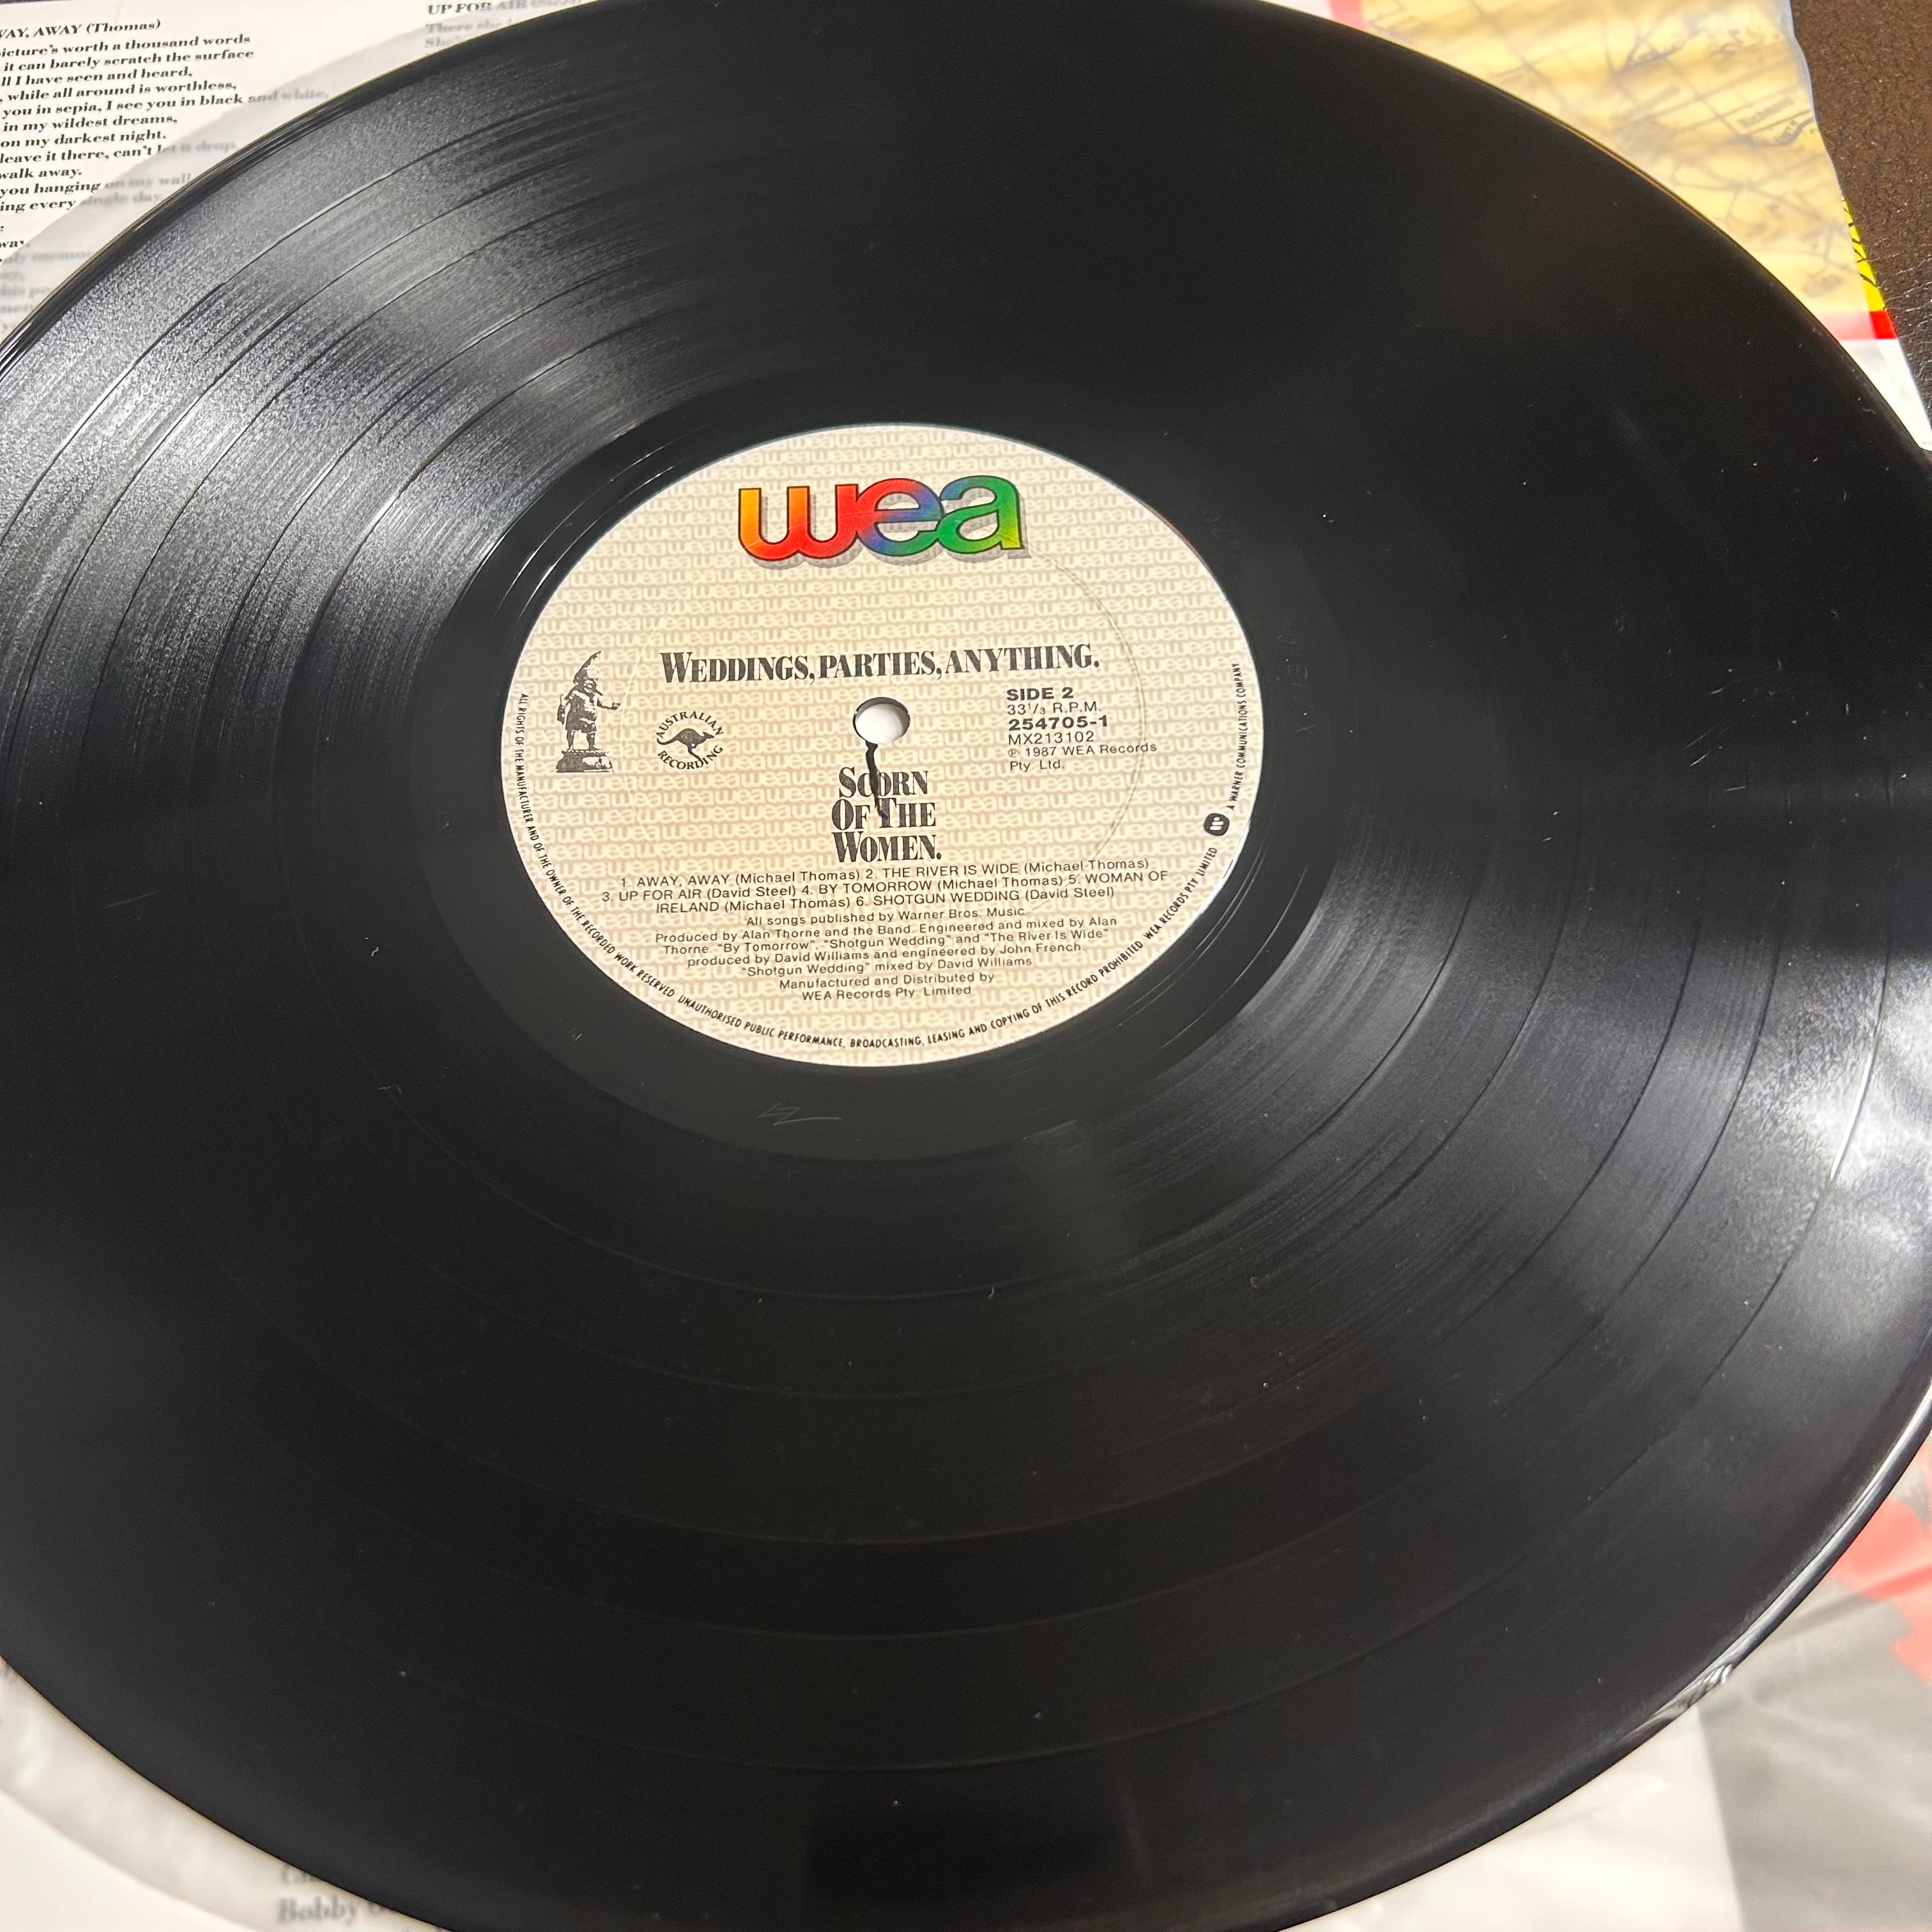 WAY, AWAY (Thomas)
picture's worth a thousand words
it can barely scratch the surface
all I have seen and heard,
, while all around is worthless,
you in sepia, I see you in black and white,
in my wildest dreams,
on my darkest night.
leave it there, can't let it drop,
walk away.
you hanging on my wall
ing every single day
UP FOR AIR (Steel)
wea
WEDDINGS, PARTIES, ANYTHING.
AUSTRALIAN
RECORDING
SIDE 2
33 1/3 R.P.M.
254705-1
MX213102
℗ 1987 WEA Records
Pty. Ltd.
SCORN
OF THE
WOMEN.
1. AWAY, AWAY (Michael Thomas) 2. THE RIVER IS WIDE (Michael Thomas)
3. UP FOR AIR (David Steel) 4. BY TOMORROW (Michael Thomas) 5. WOMAN OF
IRELAND (Michael Thomas) 6. SHOTGUN WEDDING (David Steel)
All songs published by Warner Bros. Music.
Produced by Alan Thorne and the Band. Engineered and mixed by Alan
Thorne. "By Tomorrow", "Shotgun Wedding" and "The River Is Wide"
produced by David Williams and engineered by John French.
"Shotgun Wedding" mixed by David Williams
Manufactured and Distributed by
WEA Records Pty. Limited
ALL RIGHTS OF THE MANUFACTURER AND OF THE OWNER OF THE RECORDED WORK RESERVED. UNAUTHORISED PUBLIC PERFORMANCE, BROADCASTING, LEASING AND COPYING OF THIS RECORD PROHIBITED. WEA RECORDS PTY. LIMITED A WARNER COMMUNICATIONS COMPANY
Bobby